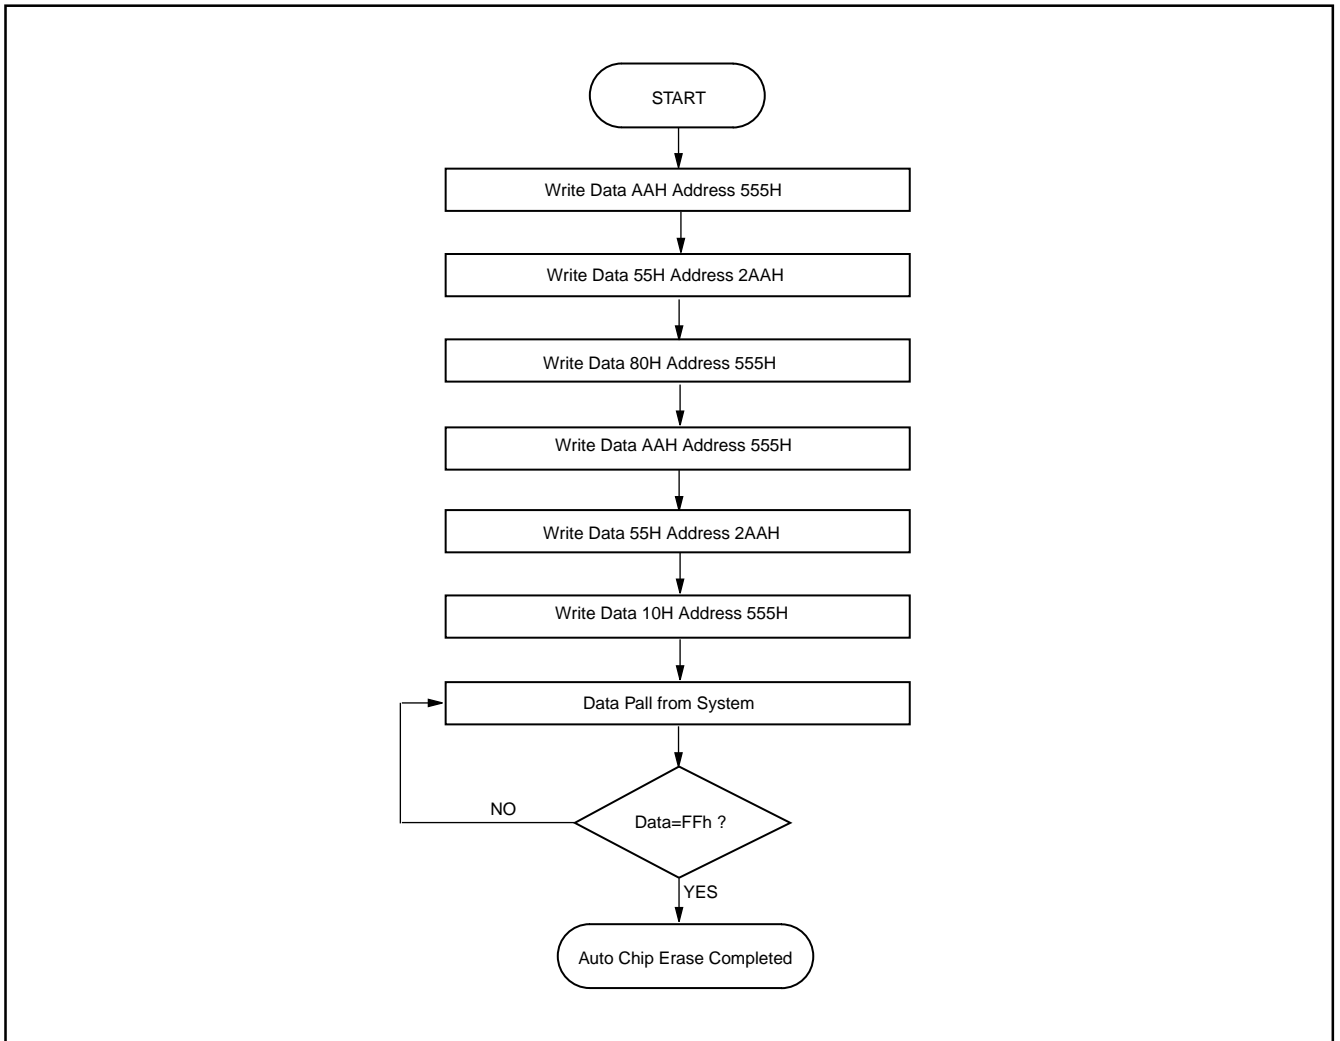 START
Write Data AAH Address 555H
Write Data 55H Address 2AAH
Write Data 80H Address 555H
Write Data AAH Address 555H
Write Data 55H Address 2AAH
Write Data 10H Address 555H
Data Pall from System
NO
Data=FFh ?
YES
Auto Chip Erase Completed